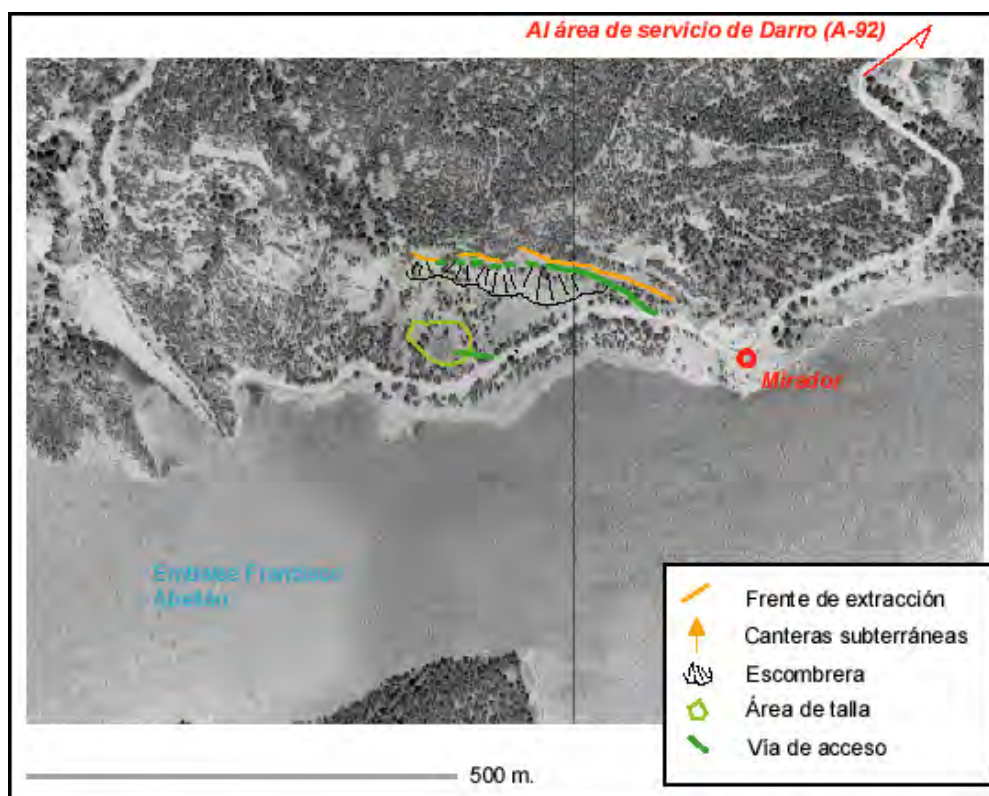 Al área de servicio de Darro (A-92)
Mirador
Embalse Francisco
Abellán
Frente de extracción
Canteras subterráneas
Escombrera
Área de talla
Vía de acceso
500 m.